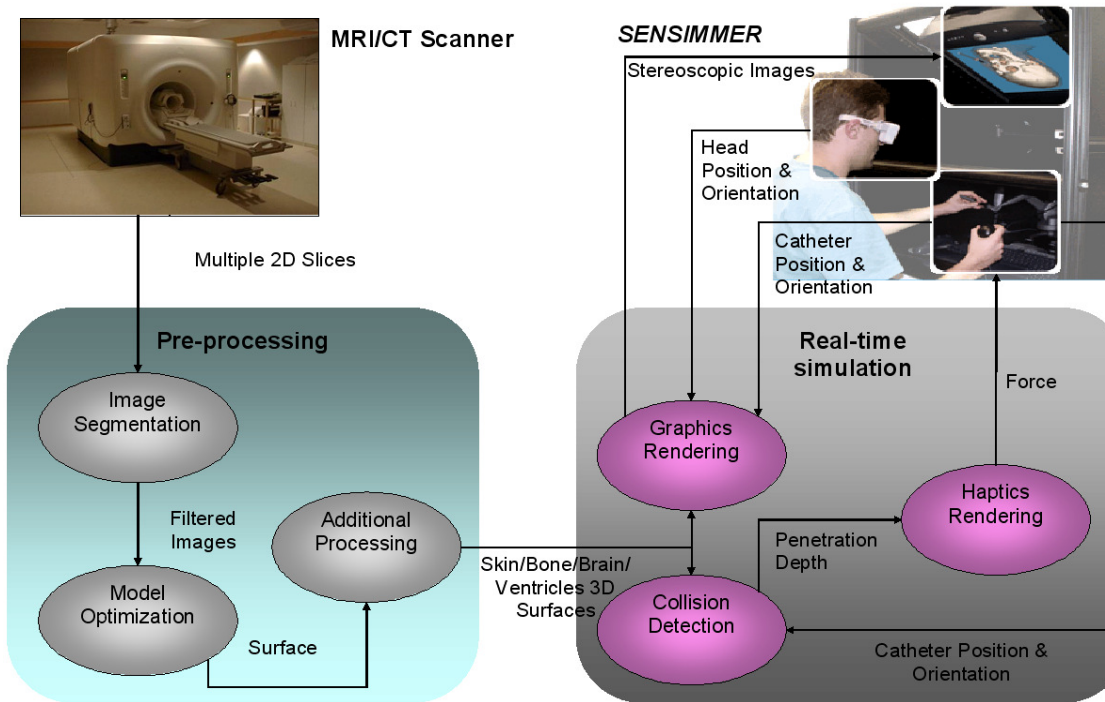 MRI/CT Scanner
Multiple 2D Slices
Pre-processing
Image
Segmentation
Filtered
Images
Model
Optimization
Surface
Additional
Processing
Skin/Bone/Brain/
Ventricles 3D
Surfaces
SENSIMMER
Stereoscopic Images
Head
Position &
Orientation
Catheter
Position &
Orientation
Real-time
simulation
Force
Graphics
Rendering
Haptics
Rendering
Penetration
Depth
Collision
Detection
Catheter Position &
Orientation